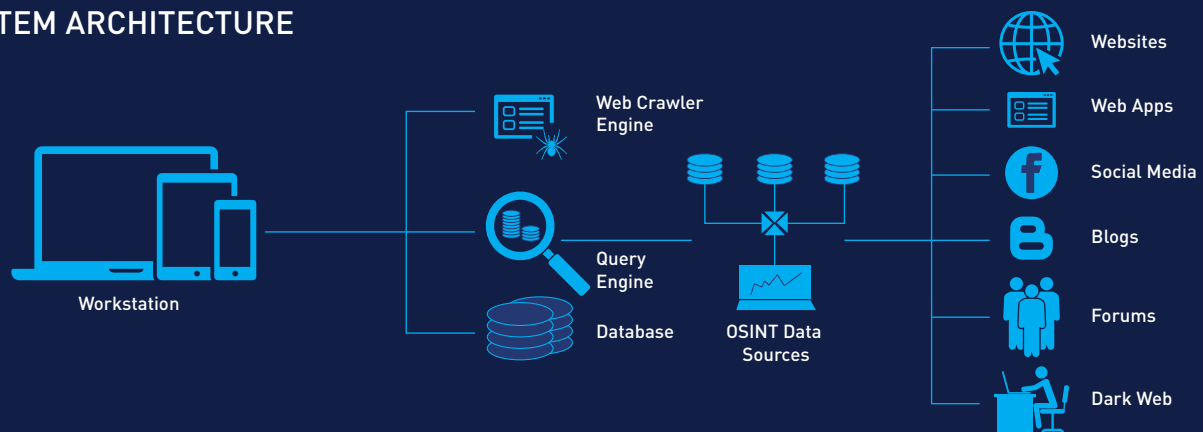 TEM ARCHITECTURE
Workstation
Web Crawler
Engine
Query
Engine
Database
OSINT Data
Sources
Websites
Web Apps
Social Media
Blogs
Forums
Dark Web